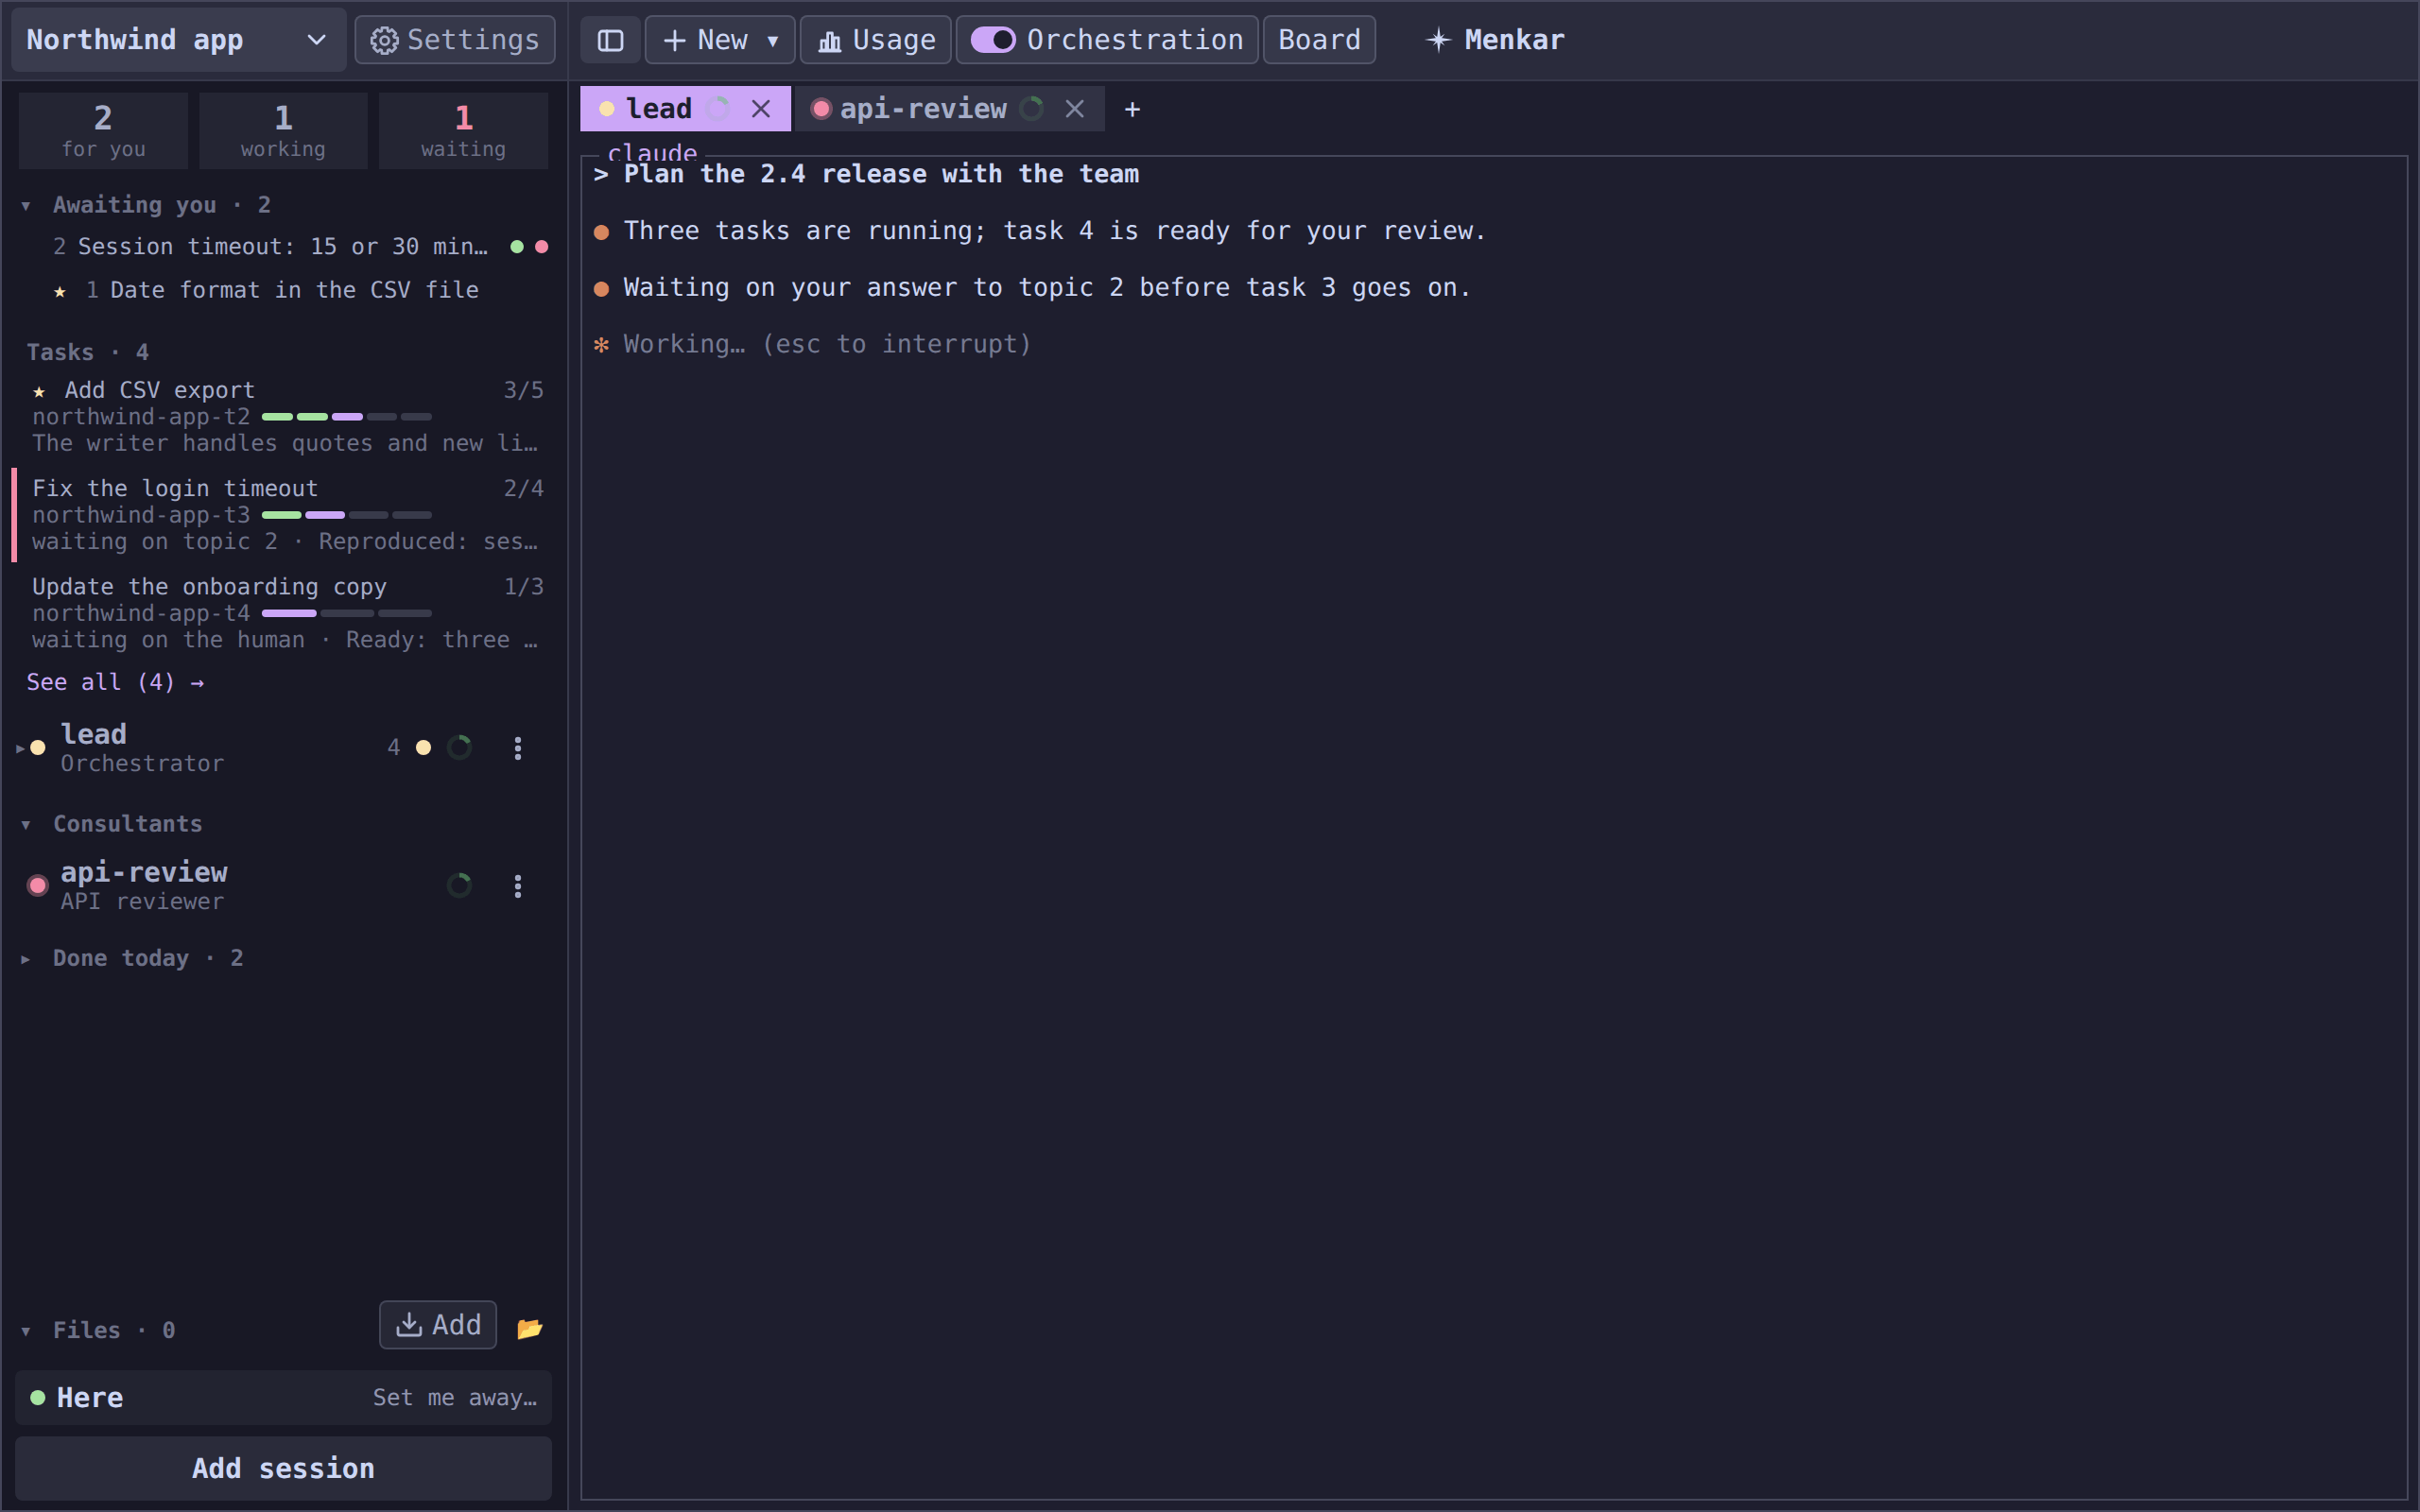 Northwind app
Settings
New ▾
Usage
Orchestration
Board
Menkar
2 for you
1 working
1 waiting
▾ Awaiting you · 2
2 Session timeout: 15 or 30 min…
★ 1 Date format in the CSV file
Tasks · 4
★ Add CSV export 3/5
northwind-app-t2
The writer handles quotes and new li…
Fix the login timeout 2/4
northwind-app-t3
waiting on topic 2 · Reproduced: ses…
Update the onboarding copy 1/3
northwind-app-t4
waiting on the human · Ready: three …
See all (4) →
▸ lead 4
Orchestrator
▾ Consultants
api-review
API reviewer
▸ Done today · 2
▾ Files · 0
Add
Here Set me away…
Add session
lead
api-review
+
claude
> Plan the 2.4 release with the team
● Three tasks are running; task 4 is ready for your review.
● Waiting on your answer to topic 2 before task 3 goes on.
✻ Working… (esc to interrupt)